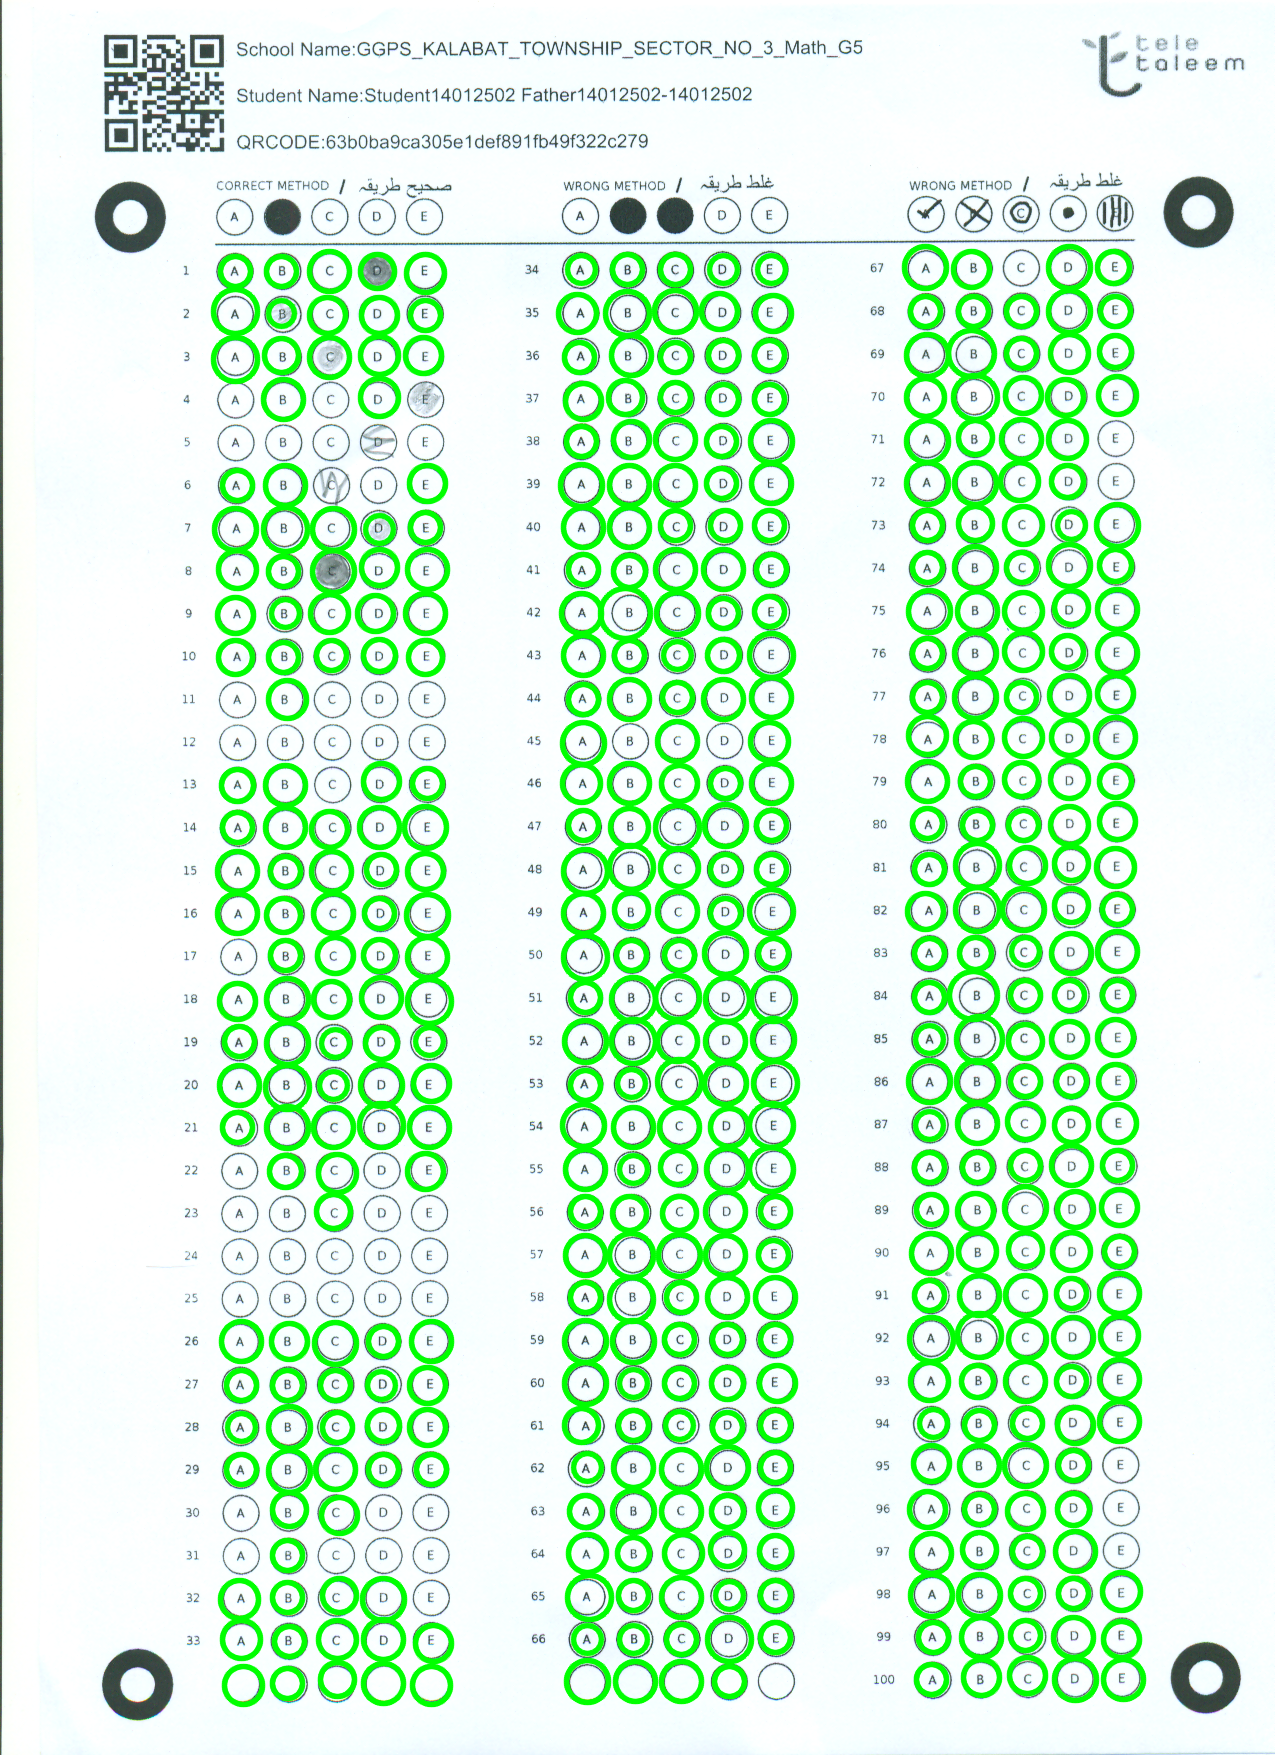 School Name:GGPS_KALABAT_TOWNSHIP_SECTOR_NO_3_Math_G5
tele
taleem
Student Name:Student14012502 Father14012502-14012502
QRCODE:63b0ba9ca305e1def891fb49f322c279
CORRECT METHOD / صحیح طریقہ WRONG METHOD / غلط طریقہ WRONG METHOD / غلط طریقہ
A C D E A D E C
1 A B C D E 34 A B C D E 67 A B C D E
2 A B C D E 35 A B C D E 68 A B C D E
3 A B C D E 36 A B C D E 69 A B C D E
4 A B C D E 37 A B C D E 70 A B C D E
5 A B C D E 38 A B C D E 71 A B C D E
6 A B C D E 39 A B C D E 72 A B C D E
7 A B C D E 40 A B C D E 73 A B C D E
8 A B C D E 41 A B C D E 74 A B C D E
9 A B C D E 42 A B C D E 75 A B C D E
10 A B C D E 43 A B C D E 76 A B C D E
11 A B C D E 44 A B C D E 77 A B C D E
12 A B C D E 45 A B C D E 78 A B C D E
13 A B C D E 46 A B C D E 79 A B C D E
14 A B C D E 47 A B C D E 80 A B C D E
15 A B C D E 48 A B C D E 81 A B C D E
16 A B C D E 49 A B C D E 82 A B C D E
17 A B C D E 50 A B C D E 83 A B C D E
18 A B C D E 51 A B C D E 84 A B C D E
19 A B C D E 52 A B C D E 85 A B C D E
20 A B C D E 53 A B C D E 86 A B C D E
21 A B C D E 54 A B C D E 87 A B C D E
22 A B C D E 55 A B C D E 88 A B C D E
23 A B C D E 56 A B C D E 89 A B C D E
24 A B C D E 57 A B C D E 90 A B C D E
25 A B C D E 58 A B C D E 91 A B C D E
26 A B C D E 59 A B C D E 92 A B C D E
27 A B C D E 60 A B C D E 93 A B C D E
28 A B C D E 61 A B C D E 94 A B C D E
29 A B C D E 62 A B C D E 95 A B C D E
30 A B C D E 63 A B C D E 96 A B C D E
31 A B C D E 64 A B C D E 97 A B C D E
32 A B C D E 65 A B C D E 98 A B C D E
33 A B C D E 66 A B C D E 99 A B C D E
100 A B C D E